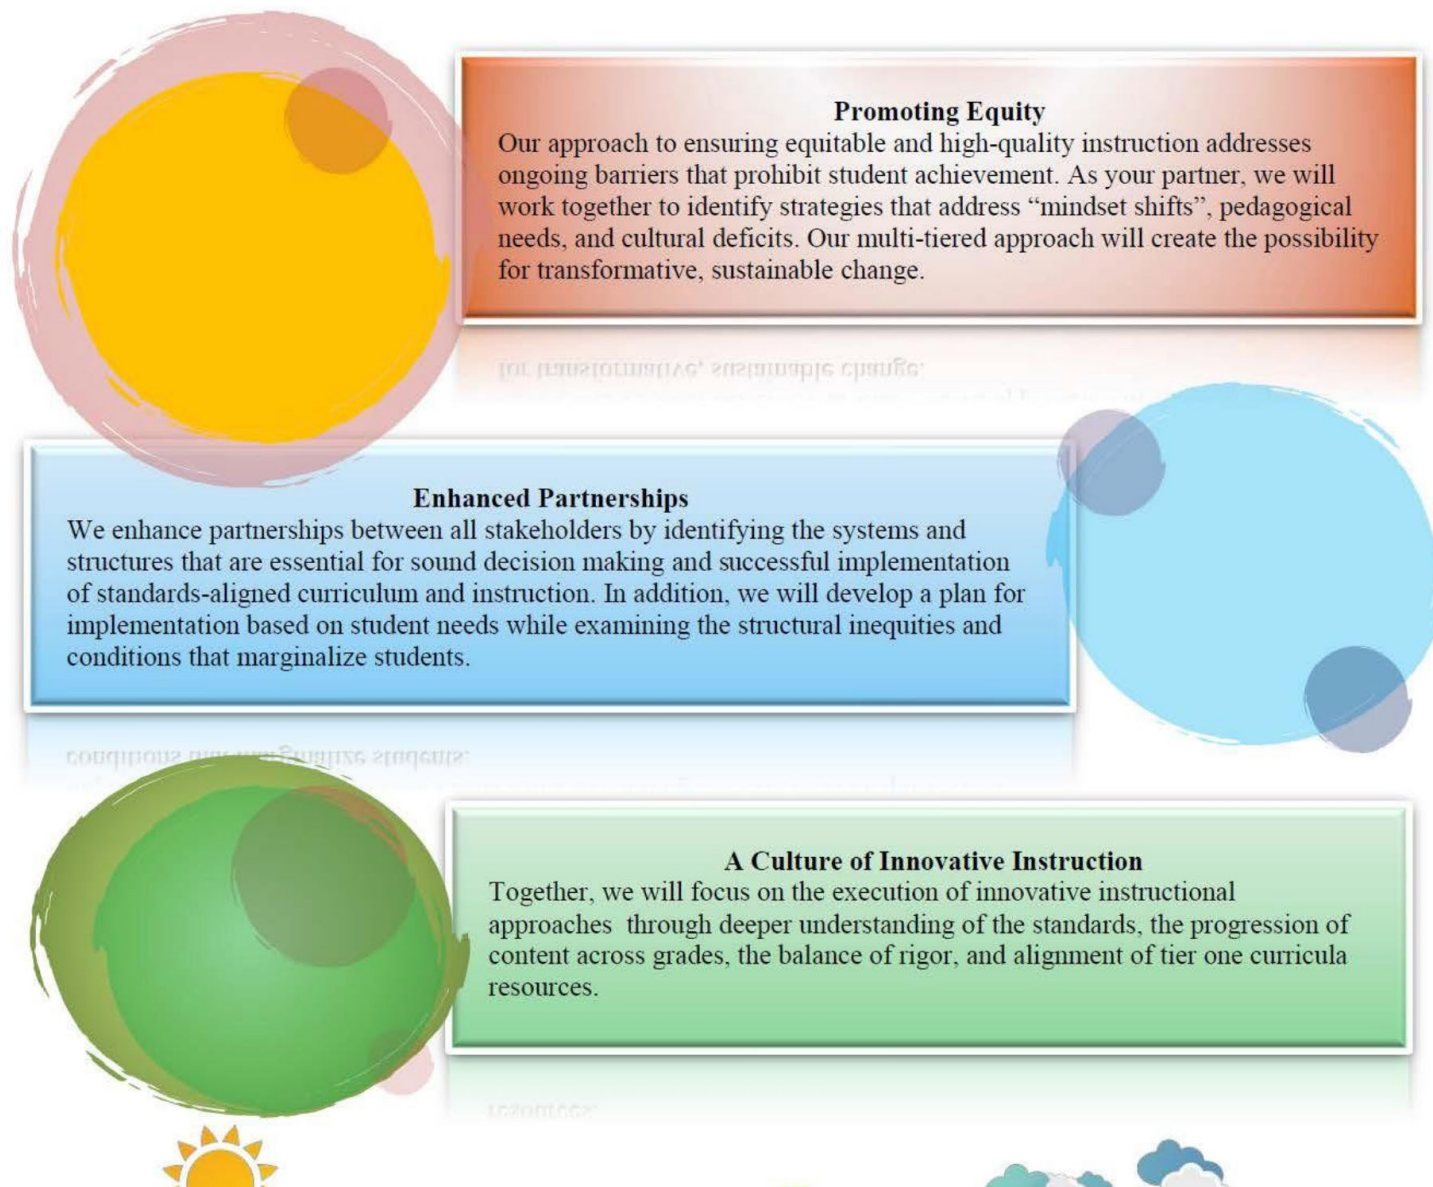 Promoting Equity
Our approach to ensuring equitable and high-quality instruction addresses
ongoing barriers that prohibit student achievement. As your partner, we will
work together to identify strategies that address “mindset shifts”, pedagogical
needs, and cultural deficits. Our multi-tiered approach will create the possibility
for transformative, sustainable change.
Enhanced Partnerships
We enhance partnerships between all stakeholders by identifying the systems and
structures that are essential for sound decision making and successful implementation
of standards-aligned curriculum and instruction. In addition, we will develop a plan for
implementation based on student needs while examining the structural inequities and
conditions that marginalize students.
A Culture of Innovative Instruction
Together, we will focus on the execution of innovative instructional
approaches through deeper understanding of the standards, the progression of
content across grades, the balance of rigor, and alignment of tier one curricula
resources.